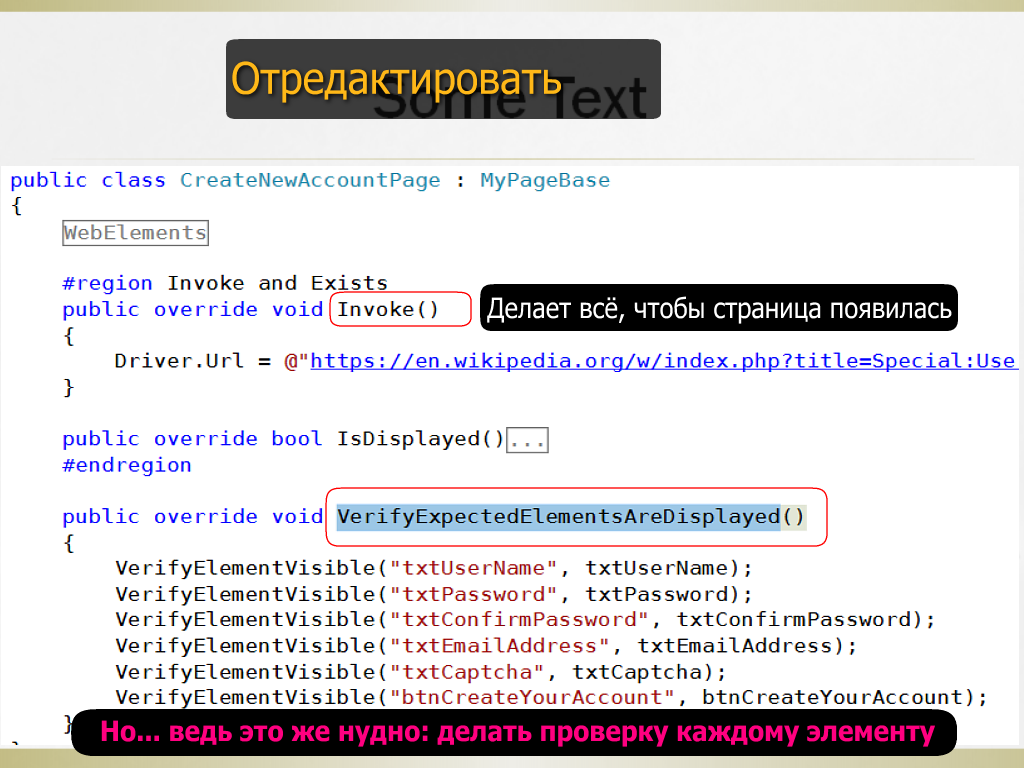 Отредактировать
Some Text
public class CreateNewAccountPage : MyPageBase
{
WebElements
#region Invoke and Exists
public override void Invoke() Делает всё, чтобы страница появилась
{
Driver.Url = @"https://en.wikipedia.org/w/index.php?title=Special:Use
}
public override bool IsDisplayed()...
#endregion
public override void VerifyExpectedElementsAreDisplayed()
{
VerifyElementVisible("txtUserName", txtUserName);
VerifyElementVisible("txtPassword", txtPassword);
VerifyElementVisible("txtConfirmPassword", txtConfirmPassword);
VerifyElementVisible("txtEmailAddress", txtEmailAddress);
VerifyElementVisible("txtCaptcha", txtCaptcha);
VerifyElementVisible("btnCreateYourAccount", btnCreateYourAccount);
}
Но... ведь это же нудно: делать проверку каждому элементу